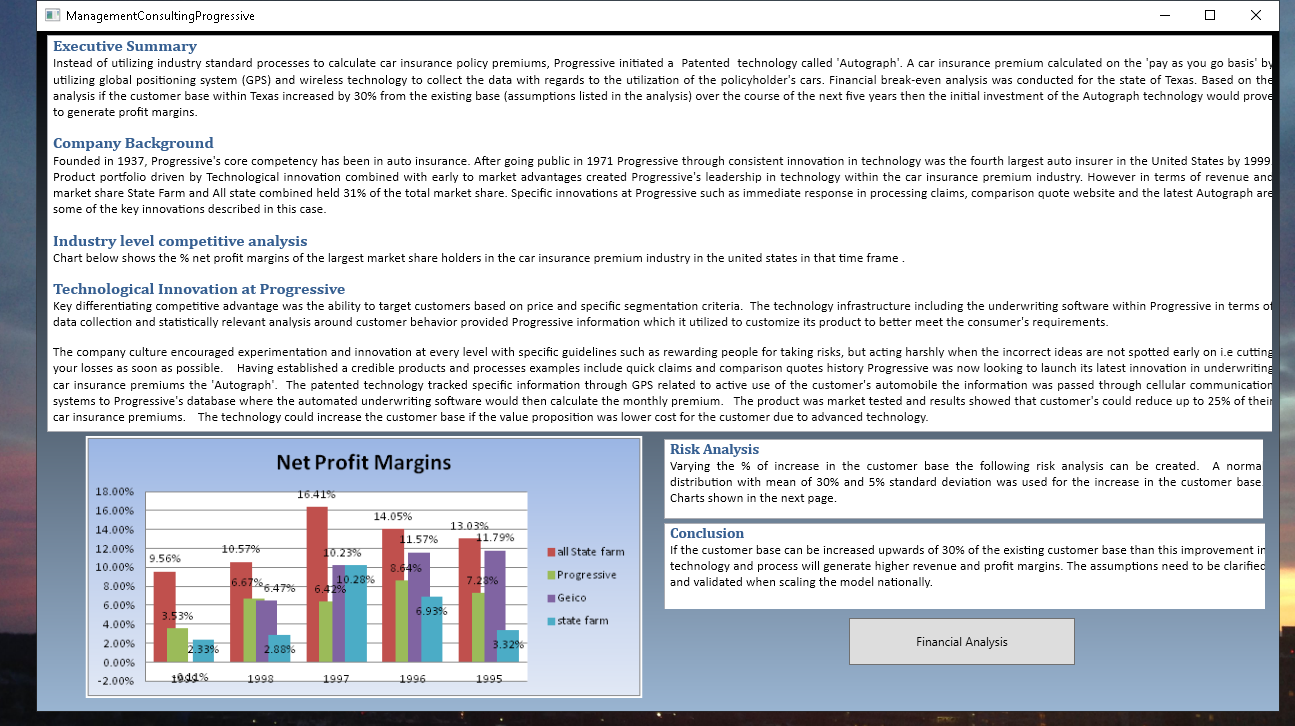 ManagementConsultingProgressive
Executive Summary
Instead of utilizing industry standard processes to calculate car insurance policy premiums, Progressive initiated a Patented technology called 'Autograph'. A car insurance premium calculated on the 'pay as you go basis' by
utilizing global positioning system (GPS) and wireless technology to collect the data with regards to the utilization of the policyholder's cars. Financial break-even analysis was conducted for the state of Texas. Based on the
analysis if the customer base within Texas increased by 30% from the existing base (assumptions listed in the analysis) over the course of the next five years then the initial investment of the Autograph technology would prove
to generate profit margins.
Company Background
Founded in 1937, Progressive's core competency has been in auto insurance. After going public in 1971 Progressive through consistent innovation in technology was the fourth largest auto insurer in the United States by 1999
Product portfolio driven by Technological innovation combined with early to market advantages created Progressive's leadership in technology within the car insurance premium industry. However in terms of revenue and
market share State Farm and All state combined held 31% of the total market share. Specific innovations at Progressive such as immediate response in processing claims, comparison quote website and the latest Autograph are
some of the key innovations described in this case.
Industry level competitive analysis
Chart below shows the % net profit margins of the largest market share holders in the car insurance premium industry in the united states in that time frame .
Technological Innovation at Progressive
Key differentiating competitive advantage was the ability to target customers based on price and specific segmentation criteria. The technology infrastructure including the underwriting software within Progressive in terms of
data collection and statistically relevant analysis around customer behavior provided Progressive information which it utilized to customize its product to better meet the consumer's requirements.
The company culture encouraged experimentation and innovation at every level with specific guidelines such as rewarding people for taking risks, but acting harshly when the incorrect ideas are not spotted early on i.e cutting
your losses as soon as possible. Having established a credible products and processes examples include quick claims and comparison quotes history Progressive was now looking to launch its latest innovation in underwriting
car insurance premiums the 'Autograph'. The patented technology tracked specific information through GPS related to active use of the customer's automobile the information was passed through cellular communication
systems to Progressive's database where the automated underwriting software would then calculate the monthly premium. The product was market tested and results showed that customer's could reduce up to 25% of their
car insurance premiums. The technology could increase the customer base if the value proposition was lower cost for the customer due to advanced technology.
Net Profit Margins
18.00%
16.00%
14.00%
12.00%
10.00%
8.00%
6.00%
4.00%
2.00%
0.00%
-2.00%
9.56%
3.53%
2.33%
10.57%
6.67%
6.47%
2.88%
16.41%
6.42%
10.23%
10.28%
14.05%
8.64%
11.57%
6.93%
13.03%
7.28%
11.79%
3.32%
1998
1997
1996
1995
all State farm
Progressive
Geico
state farm
Risk Analysis
Varying the % of increase in the customer base the following risk analysis can be created. A norma
distribution with mean of 30% and 5% standard deviation was used for the increase in the customer base.
Charts shown in the next page.
Conclusion
If the customer base can be increased upwards of 30% of the existing customer base than this improvement in
technology and process will generate higher revenue and profit margins. The assumptions need to be clarified
and validated when scaling the model nationally.
Financial Analysis